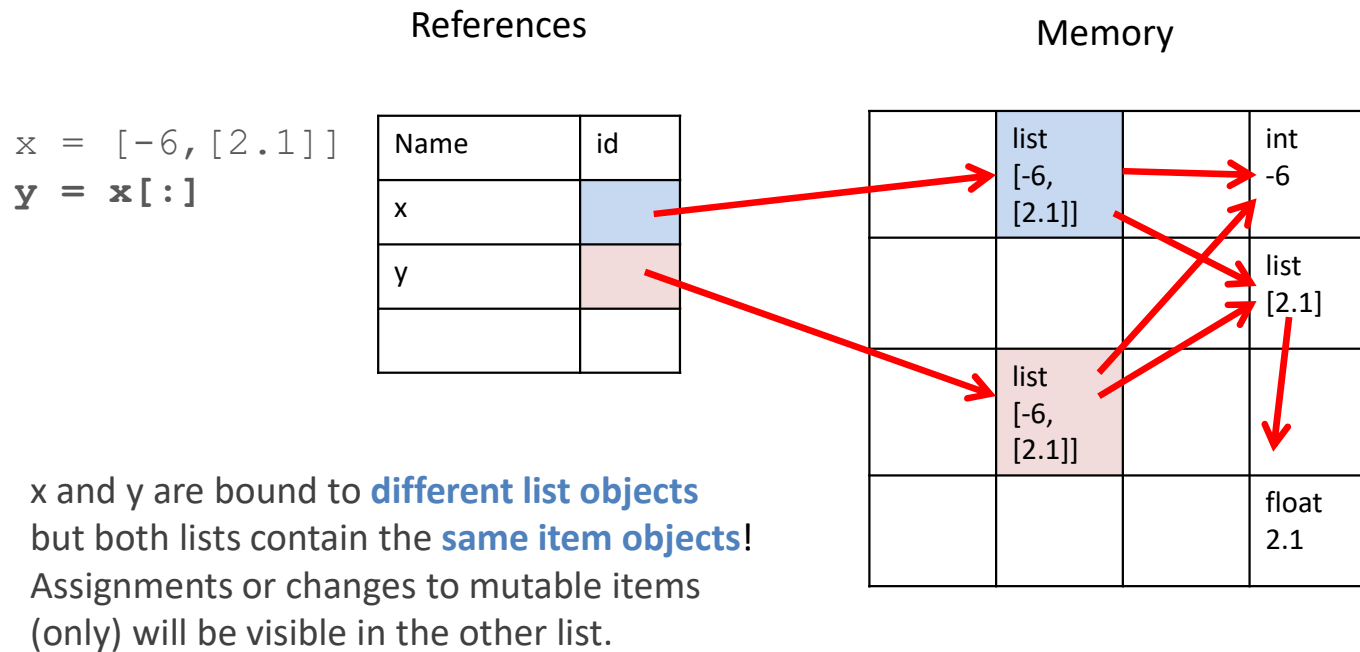 References
Memory
x = [-6,[2.1]]
y = x[:]
Name id
x
y
list
[-6,
[2.1]]
int
-6
list
[2.1]
list
[-6,
[2.1]]
float
2.1
x and y are bound to different list objects
but both lists contain the same item objects!
Assignments or changes to mutable items
(only) will be visible in the other list.